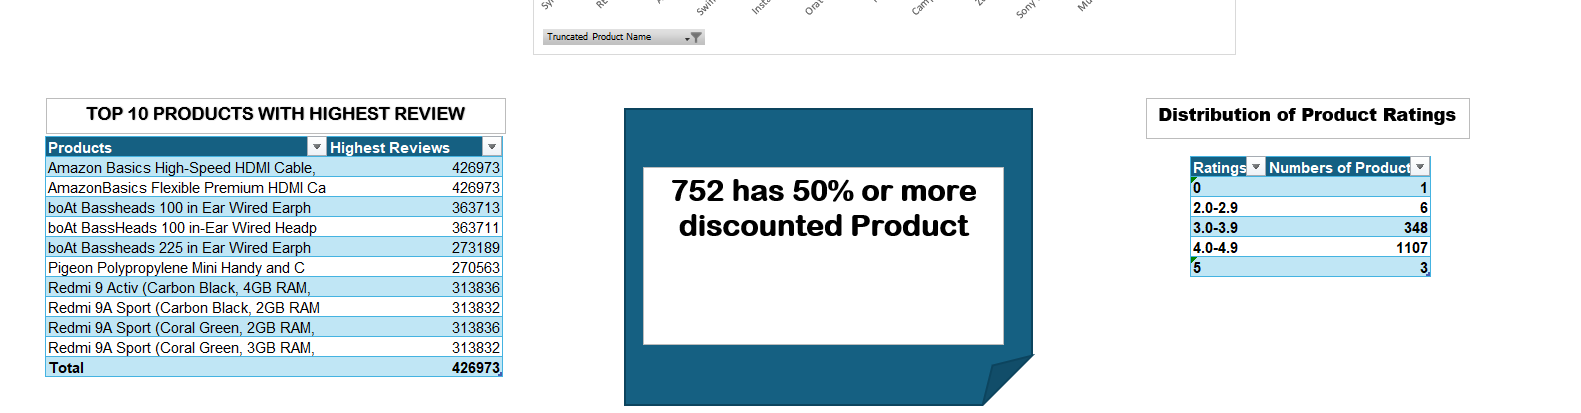 Swif
Inst
Orat
Cam
Sony
Mu
Truncated Product Name
TOP 10 PRODUCTS WITH HIGHEST REVIEW
Products Highest Reviews
Amazon Basics High-Speed HDMI Cable, 426973
AmazonBasics Flexible Premium HDMI Ca 426973
boAt Bassheads 100 in Ear Wired Earph 363713
boAt BassHeads 100 in-Ear Wired Headp 363711
boAt Bassheads 225 in Ear Wired Earph 273189
Pigeon Polypropylene Mini Handy and C 270563
Redmi 9 Activ (Carbon Black, 4GB RAM, 313836
Redmi 9A Sport (Carbon Black, 2GB RAM 313832
Redmi 9A Sport (Coral Green, 2GB RAM, 313836
Redmi 9A Sport (Coral Green, 3GB RAM, 313832
Total 426973
752 has 50% or more
discounted Product
Distribution of Product Ratings
Ratings Numbers of Product
0 1
2.0-2.9 6
3.0-3.9 348
4.0-4.9 1107
5 3